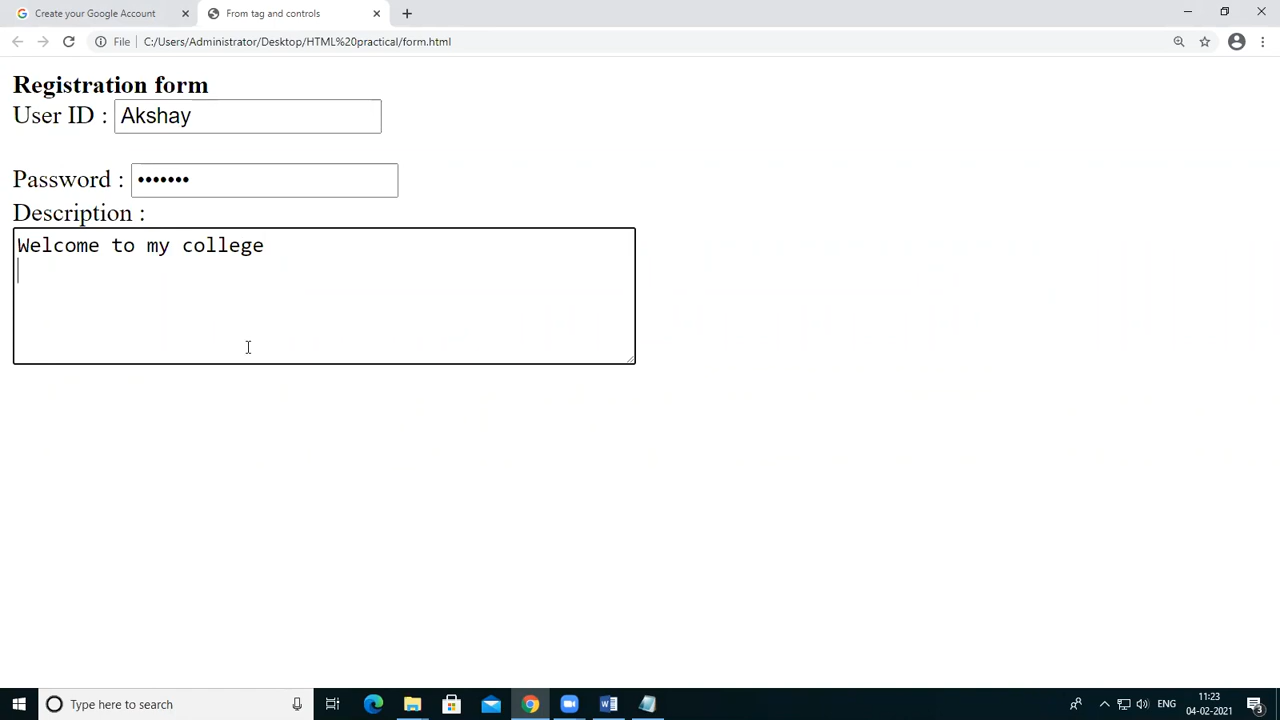 Create your Google Account
From tag and controls
File
C:/Users/Administrator/Desktop/HTML%20practical/form.html
Registration form
User ID : Akshay
Password : •••••••
Description :
Welcome to my college
Type here to search
ENG
11:23
04-02-2021
3